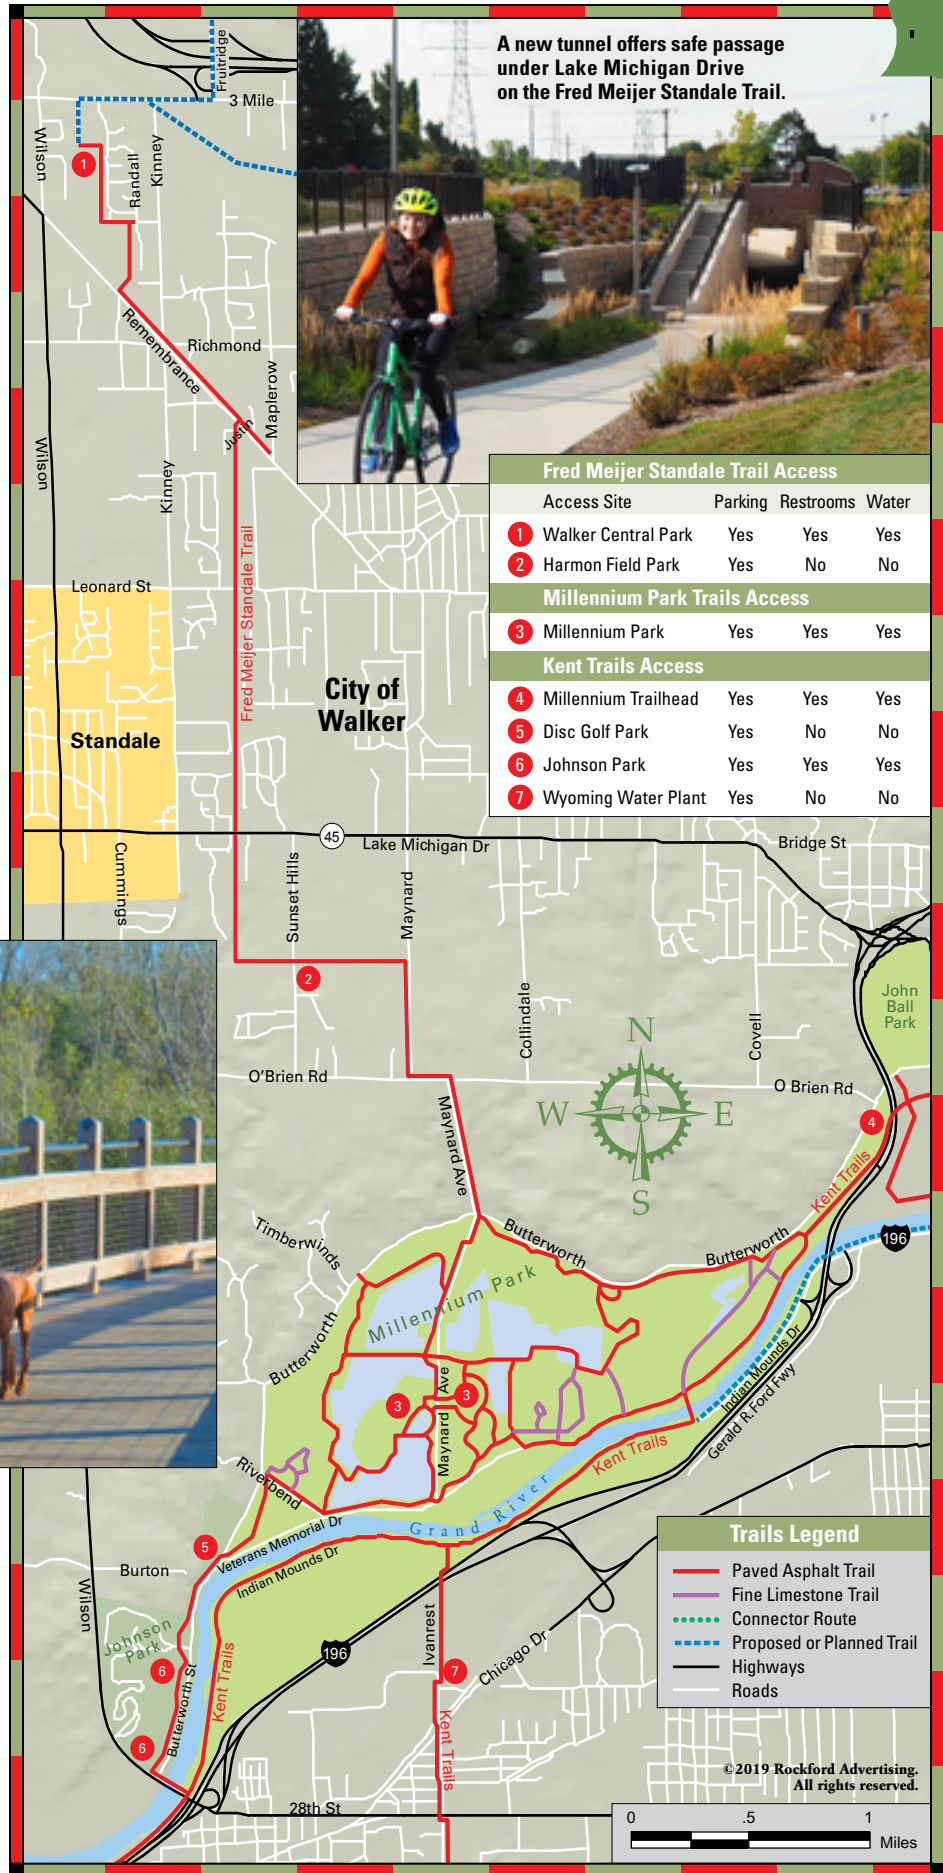 A new tunnel offers safe passage
under Lake Michigan Drive
on the Fred Meijer Standale Trail.
Fruitridge
3 Mile
Wilson
1
Randall
Kinney
Remembrance
Richmond
Maplerow
Justin
Wilson
Kinney
Fred Meijer Standale Trail Access
Access Site Parking Restrooms Water
1 Walker Central Park Yes Yes Yes
2 Harmon Field Park Yes No No
Millennium Park Trails Access
3 Millennium Park Yes Yes Yes
Kent Trails Access
4 Millennium Trailhead Yes Yes Yes
5 Disc Golf Park Yes No No
6 Johnson Park Yes Yes Yes
7 Wyoming Water Plant Yes No No
Leonard St
Fred Meijer Standale Trail
City of
Walker
Standale
45
Lake Michigan Dr
Bridge St
Cummings
Sunset Hills
Maynard
2
Collindale
Covell
John
Ball
Park
N
W
E
S
O'Brien Rd
O Brien Rd
4
Maynard Ave
Kent Trails
Timberwinds
Butterworth
Butterworth
196
Millennium Park
Butterworth
Indian Mounds Dr
Gerald R. Ford Fwy
3
3
Maynard Ave
Kent Trails
Riverbend
Grand River
5
Veterans Memorial Dr
Indian Mounds Dr
Burton
Wilson
Johnson
Park
6
Butterworth St
Kent Trails
6
196
Ivanrest
7
Chicago Dr
Kent Trails
28th St
Trails Legend
Paved Asphalt Trail
Fine Limestone Trail
Connector Route
Proposed or Planned Trail
Highways
Roads
©2019 Rockford Advertising.
All rights reserved.
0 .5 1
Miles